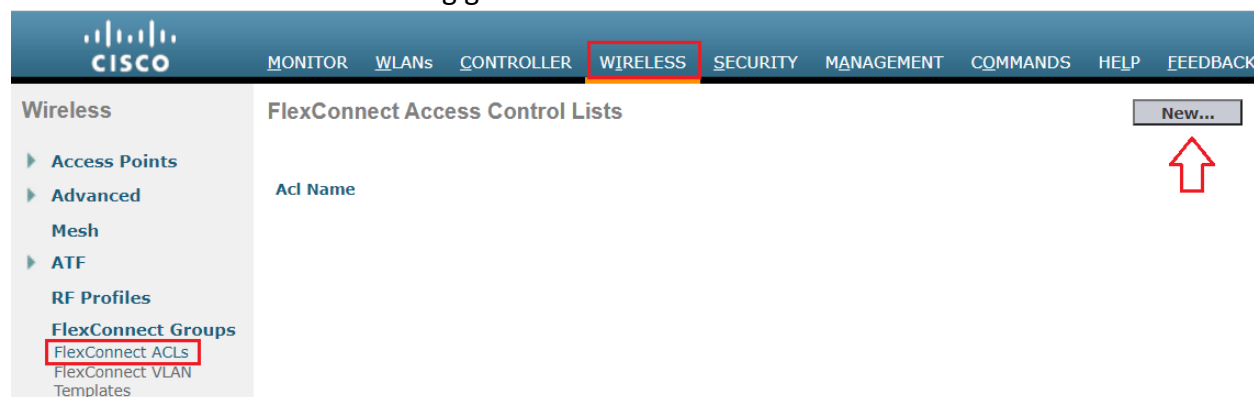 CISCO
MONITOR WLANs CONTROLLER WIRELESS SECURITY MANAGEMENT COMMANDS HELP FEEDBACK
Wireless
FlexConnect Access Control Lists
New...
Access Points
Advanced
Acl Name
Mesh
ATF
RF Profiles
FlexConnect Groups
FlexConnect ACLs
FlexConnect VLAN
Templates